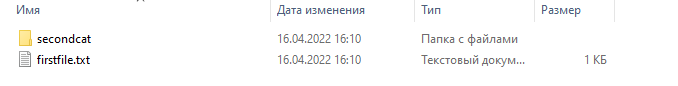 Имя Дата изменения Тип Размер
secondcat 16.04.2022 16:10 Папка с файлами
firstfile.txt 16.04.2022 16:10 Текстовый докум... 1 КБ